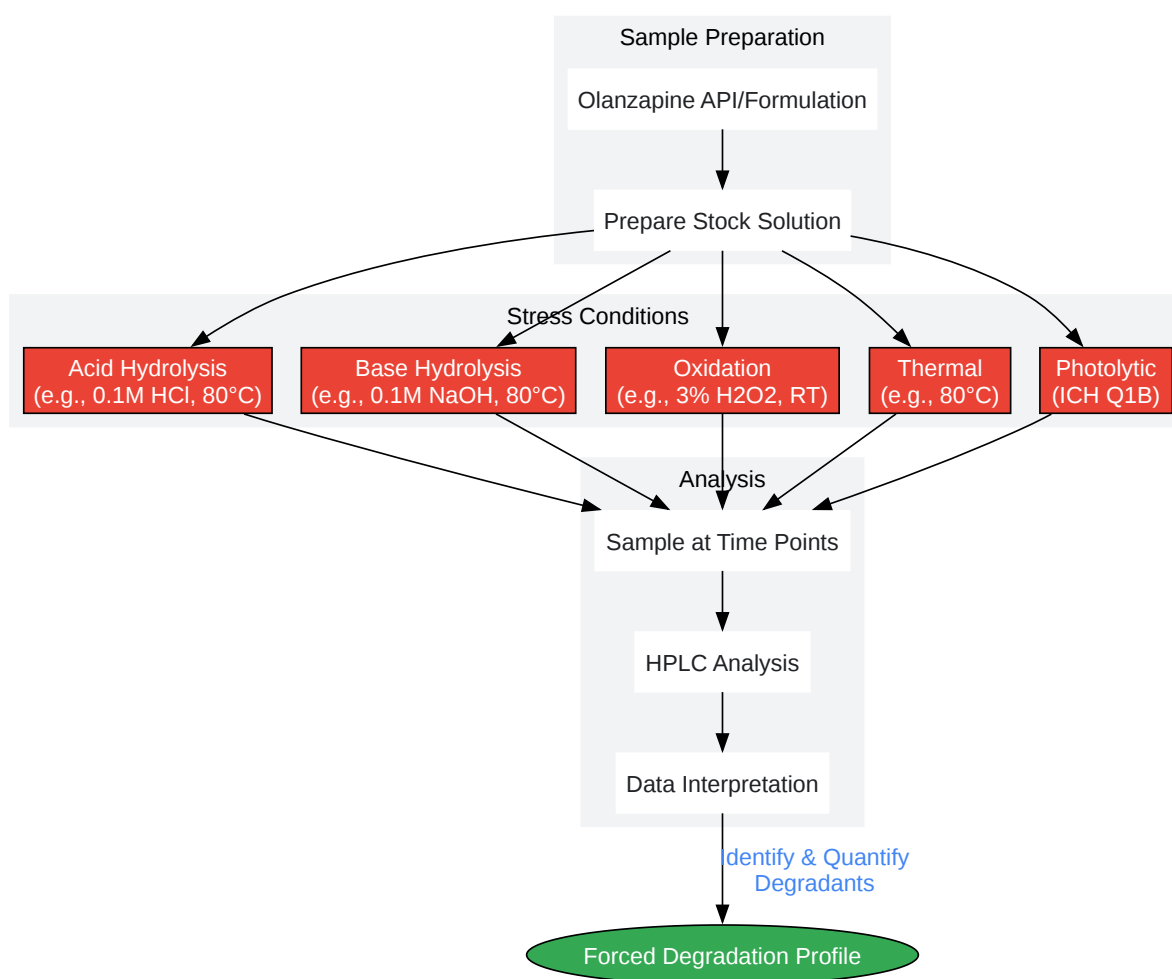 Sample Preparation
Olanzapine API/Formulation
Prepare Stock Solution
Stress Conditions
Acid Hydrolysis
(e.g., 0.1M HCl, 80°C)
Base Hydrolysis
(e.g., 0.1M NaOH, 80°C)
Oxidation
(e.g., 3% H2O2, RT)
Thermal
(e.g., 80°C)
Photolytic
(ICH Q1B)
Analysis
Sample at Time Points
HPLC Analysis
Data Interpretation
Identify & Quantify
Degradants
Forced Degradation Profile